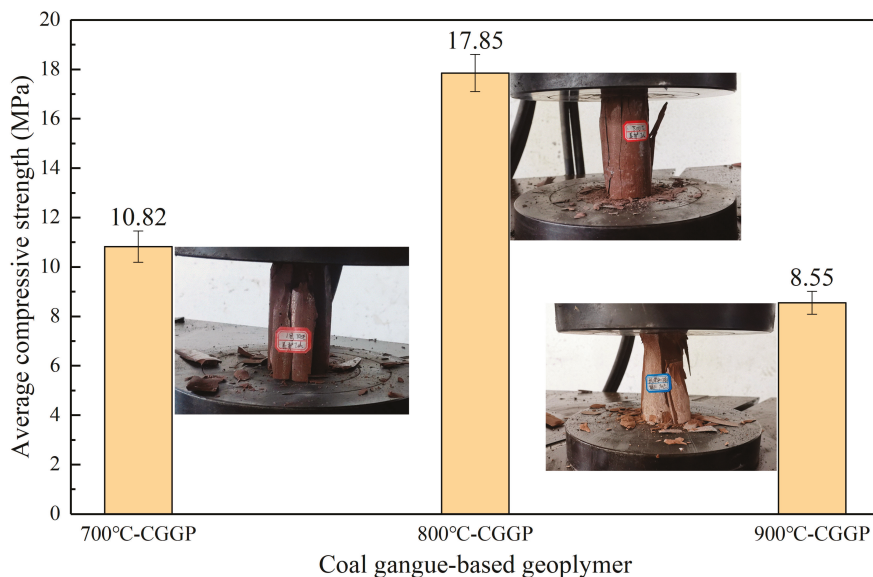 Average compressive strength (MPa)
20
18
16
14
12
10
8
6
4
2
0
10.82
17.85
8.55
700°C-CGGP
800°C-CGGP
900°C-CGGP
Coal gangue-based geoplymer